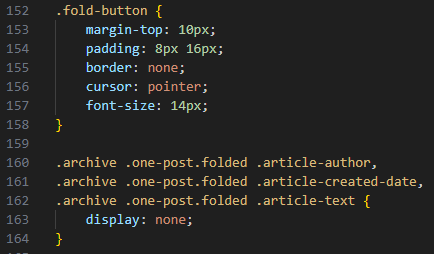 152 .fold-button {
153     margin-top: 10px;
154     padding: 8px 16px;
155     border: none;
156     cursor: pointer;
157     font-size: 14px;
158 }
159
160 .archive .one-post.folded .article-author,
161 .archive .one-post.folded .article-created-date,
162 .archive .one-post.folded .article-text {
163     display: none;
164 }